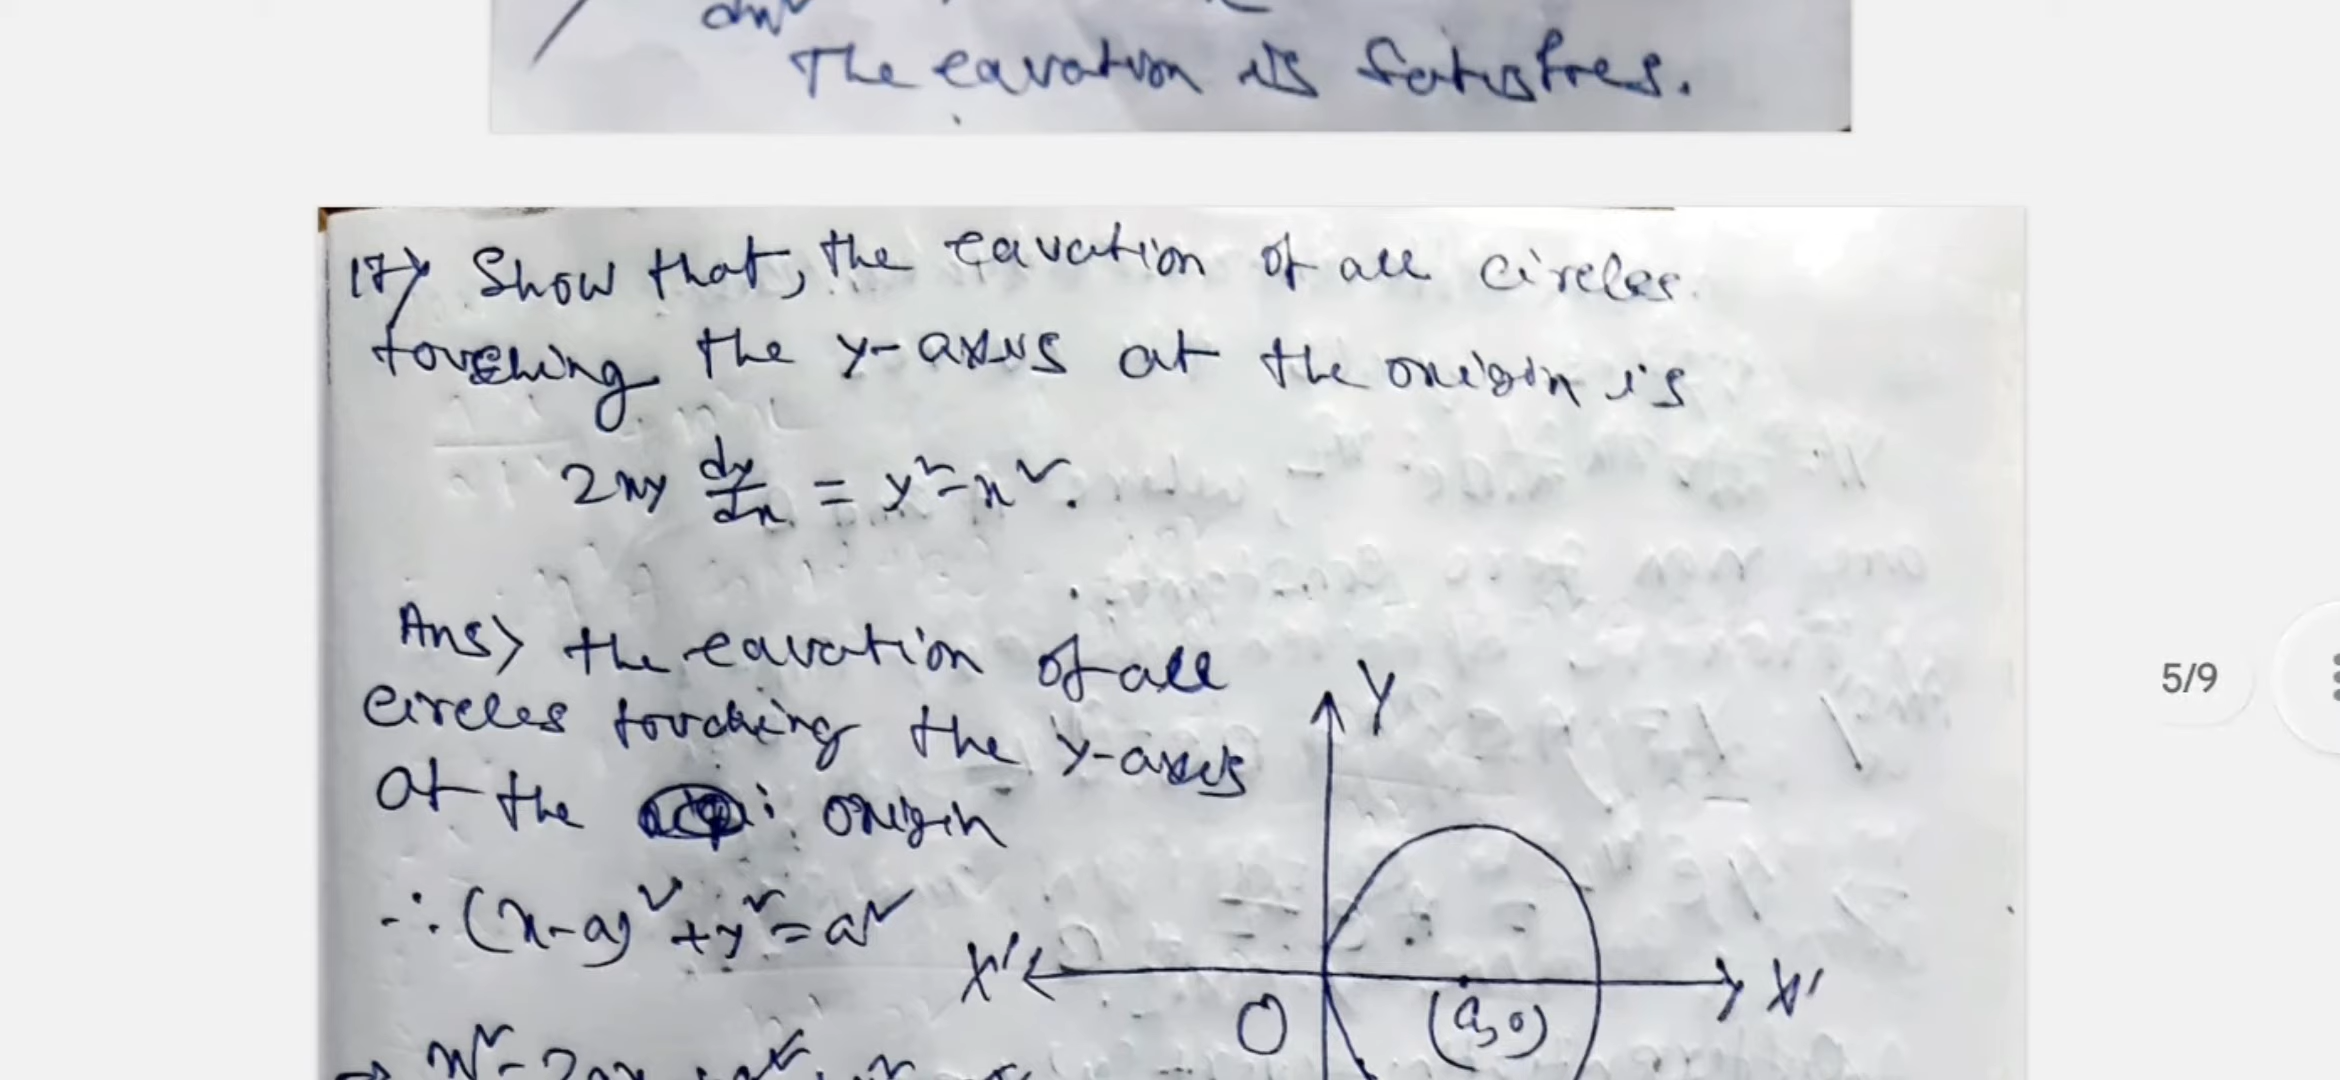 The equation is satisfies.
17) Show that, the equation of all circles
touching the y-axis at the origin is
2xy dy/dx = y²-x².
Ans> the equation of all
circles touching the y-axis
at the origin
∴ (x-a)²+y²=a²
Y
X' X'
O (a,0)
5/9